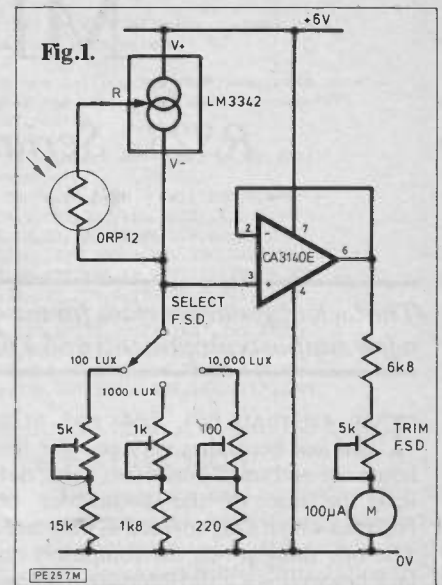 Fig.1.
+6V
V+
R
LM3342
V-
ORP12
2
-
7
CA3140E
6
3
+
4
SELECT
F.S.D.
100 LUX
10,000 LUX
1000 LUX
6k8
5k
1k
100
5k
TRIM
F.S.D.
15k
1k8
220
100µA
M
0V
PE257M